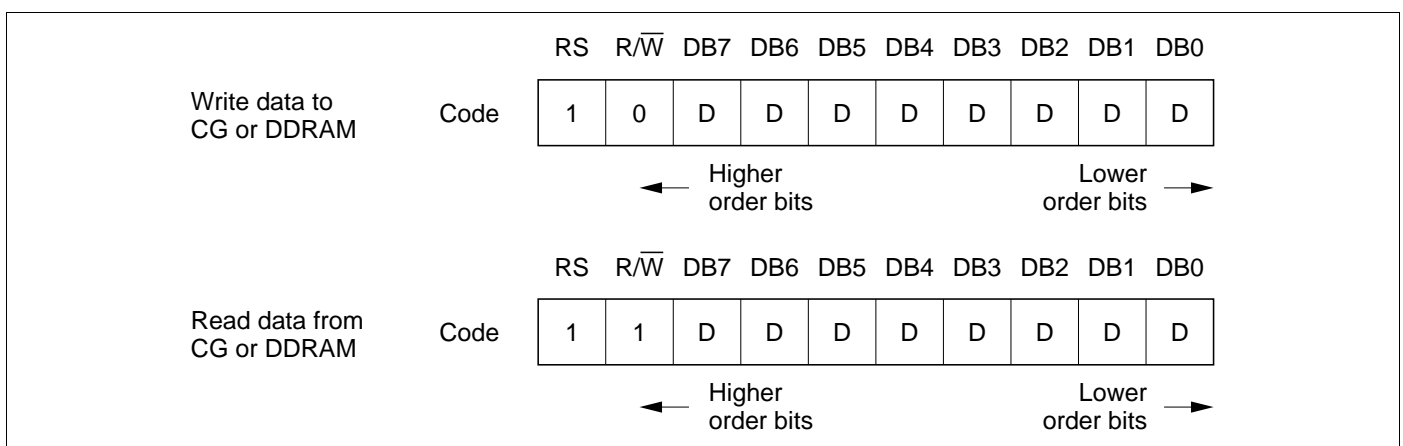 RS R/W̅ DB7 DB6 DB5 DB4 DB3 DB2 DB1 DB0
Write data to
CG or DDRAM
Code 1 0 D D D D D D D D
Higher
order bits
Lower
order bits
RS R/W̅ DB7 DB6 DB5 DB4 DB3 DB2 DB1 DB0
Read data from
CG or DDRAM
Code 1 1 D D D D D D D D
Higher
order bits
Lower
order bits